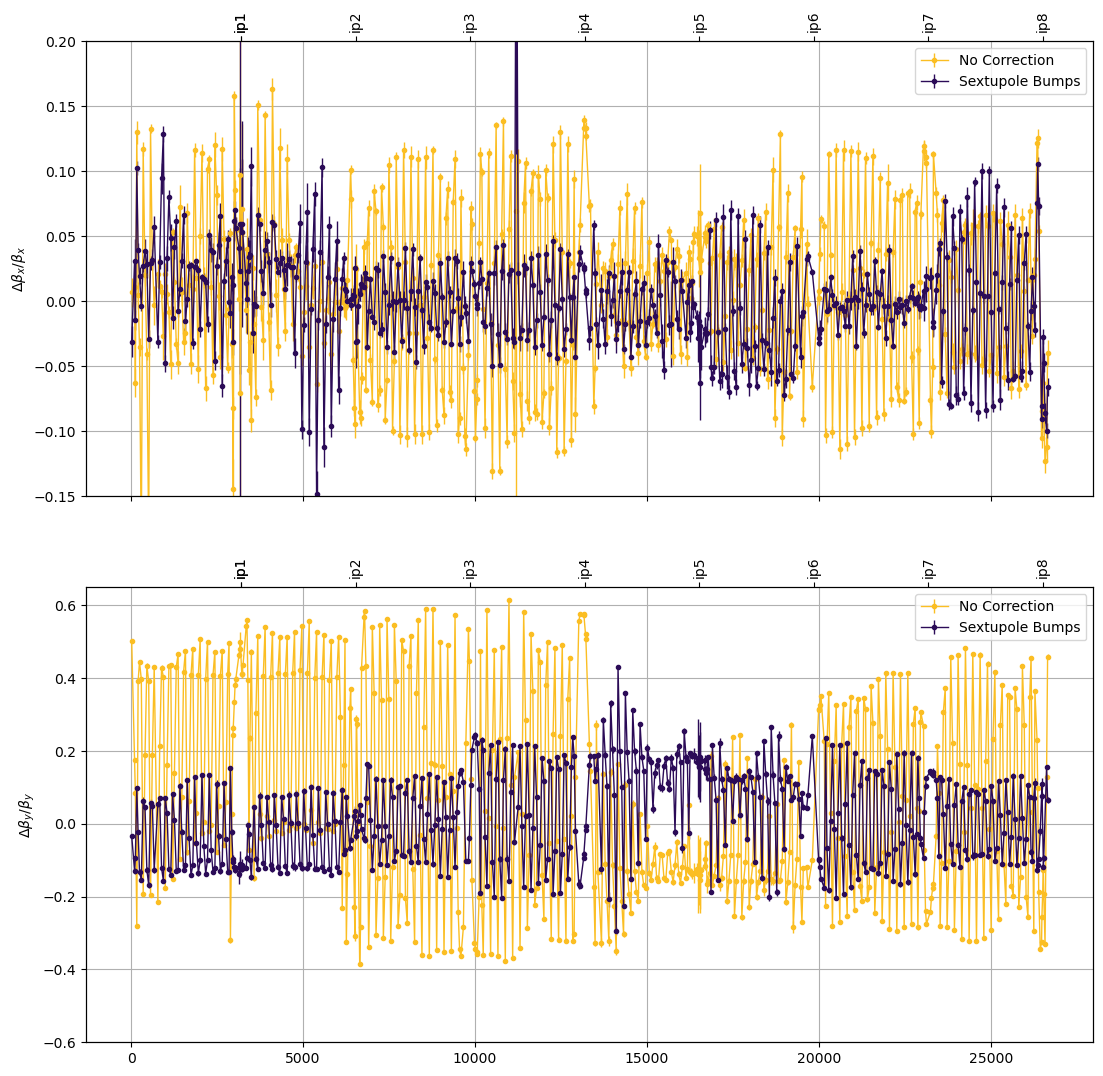 ip1 ip2 ip3 ip4 ip5 ip6 ip7 ip8
0.20
0.15
0.10
0.05
0.00
−0.05
−0.10
−0.15
Δβx/βx
No Correction
Sextupole Bumps
ip1 ip2 ip3 ip4 ip5 ip6 ip7 ip8
0.6
0.4
0.2
0.0
−0.2
−0.4
−0.6
Δβy/βy
No Correction
Sextupole Bumps
0 5000 10000 15000 20000 25000